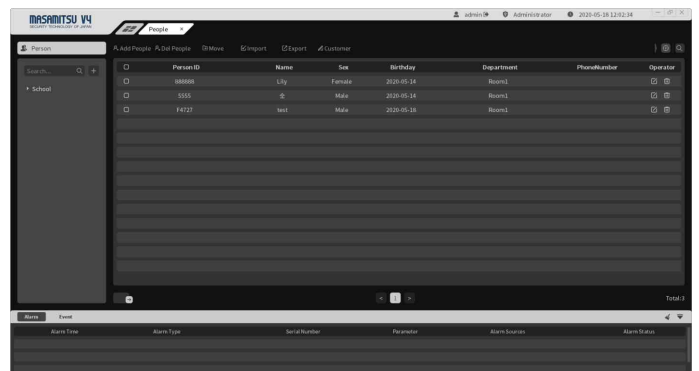 MASAMITSU V4
SECURITY TECHNOLOGY OF JAPAN
People ×
admin Administrator 2020-05-18 12:02:34
Person
Add People Del People Move Import Export Customer
Search...
School
Person ID Name Sex Birthday Department PhoneNumber Operator
888888 Lily Female 2020-05-14 Room1
5555 Male 2020-05-14 Room1
F4727 test Male 2020-05-18 Room1
< 1 >
Total:3
Alarm Event
Alarm Time Alarm Type Serial Number Parameter Alarm Sources Alarm Status